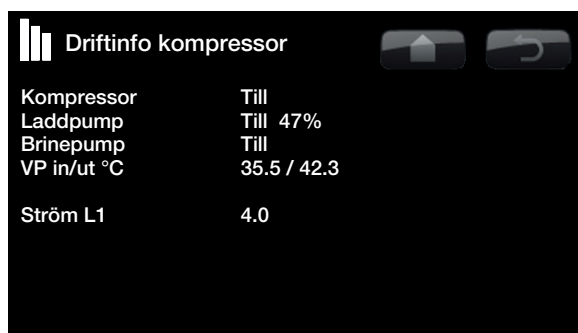 Driftinfo kompressor
Kompressor Till
Laddpump Till 47%
Brinepump Till
VP in/ut °C 35.5 / 42.3
Ström L1 4.0